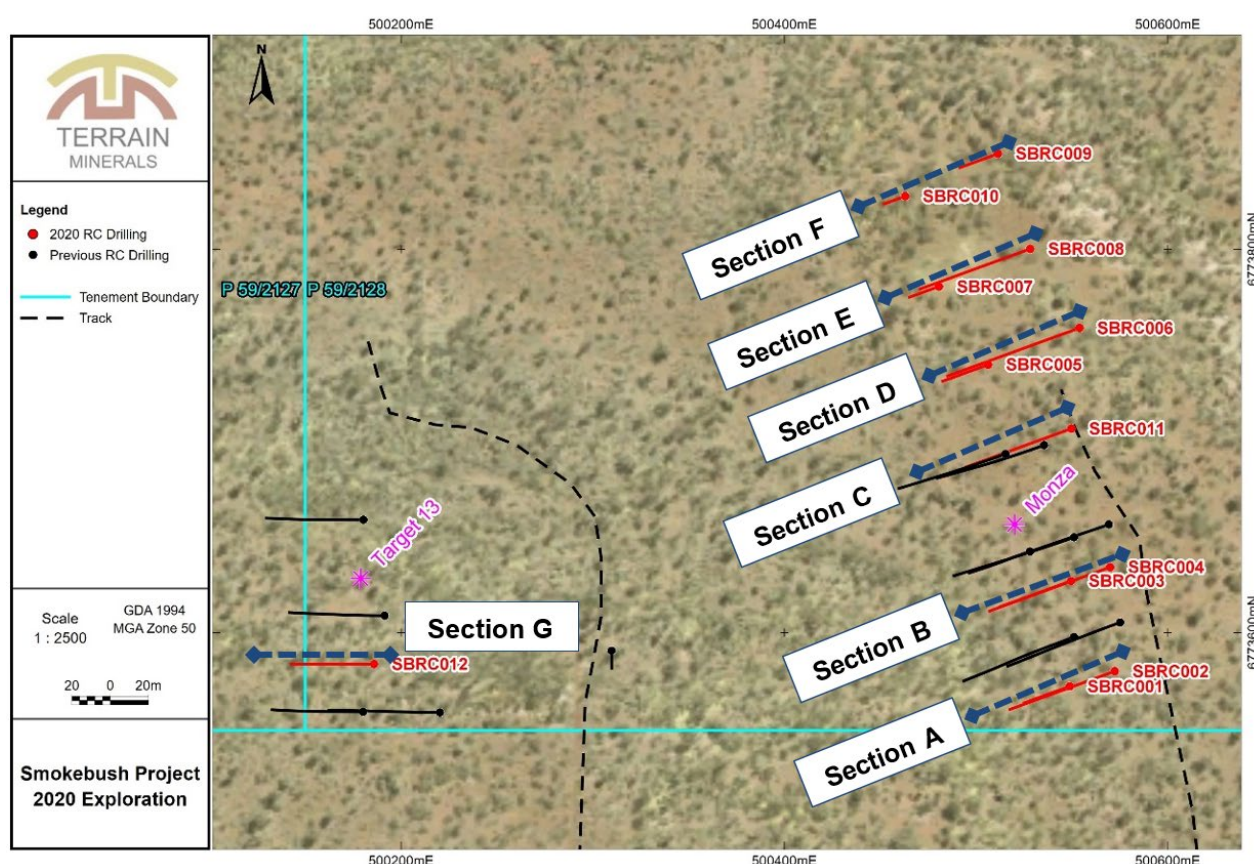 500200mE
500400mE
500600mE
TERRAIN
MINERALS
Legend
2020 RC Drilling
Previous RC Drilling
Tenement Boundary
Track
Scale
1 : 2500
GDA 1994
MGA Zone 50
20 0 20m
Smokebush Project
2020 Exploration
N
P 59/2127
P 59/2128
SBRC009
SBRC010
Section F
SBRC008
SBRC007
Section E
SBRC006
SBRC005
Section D
SBRC011
Section C
Monza
SBRC004
SBRC003
Section B
SBRC002
SBRC001
Section A
Target 13
Section G
SBRC012
6773800mN
6773800mN
6773600mN
6773600mN
500200mE
500400mE
500600mE